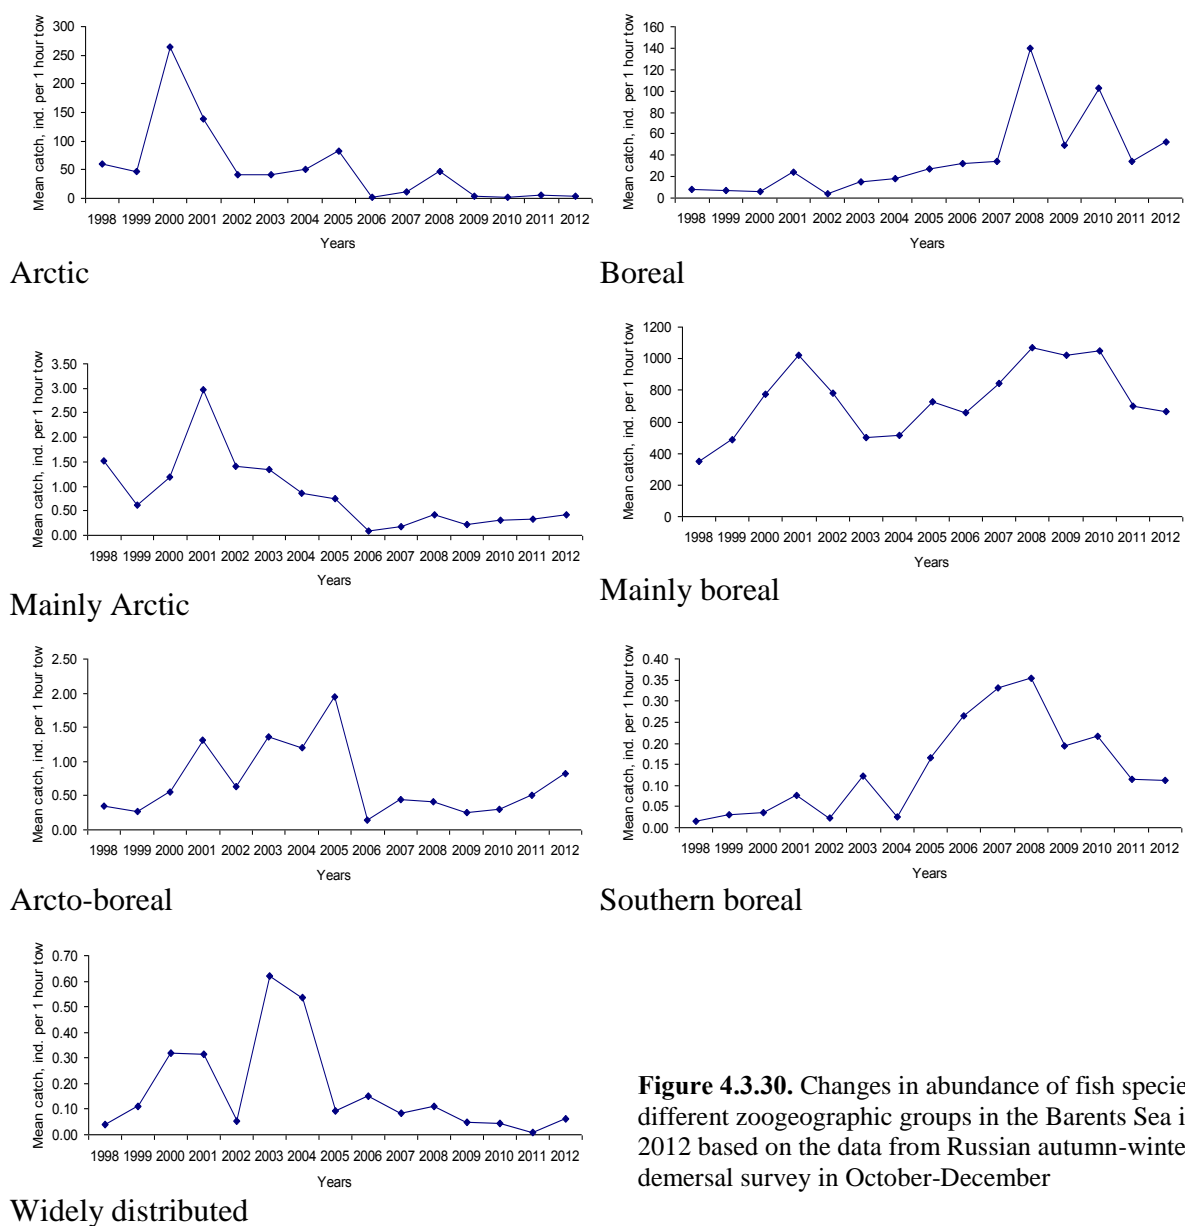 Mean catch, ind. per 1 hour tow
300
250
200
150
100
50
0
1998 1999 2000 2001 2002 2003 2004 2005 2006 2007 2008 2009 2010 2011 2012
Years
Arctic
Mean catch, ind. per 1 hour tow
160
140
120
100
80
60
40
20
0
1998 1999 2000 2001 2002 2003 2004 2005 2006 2007 2008 2009 2010 2011 2012
Years
Boreal
Mean catch, ind. per 1 hour tow
3.50
3.00
2.50
2.00
1.50
1.00
0.50
0.00
1998 1999 2000 2001 2002 2003 2004 2005 2006 2007 2008 2009 2010 2011 2012
Years
Mainly Arctic
Mean catch, ind. per 1 hour tow
1200
1000
800
600
400
200
0
1998 1999 2000 2001 2002 2003 2004 2005 2006 2007 2008 2009 2010 2011 2012
Years
Mainly boreal
Mean catch, ind. per 1 hour tow
2.50
2.00
1.50
1.00
0.50
0.00
1998 1999 2000 2001 2002 2003 2004 2005 2006 2007 2008 2009 2010 2011 2012
Years
Arcto-boreal
Mean catch, ind. per 1 hour tow
0.40
0.35
0.30
0.25
0.20
0.15
0.10
0.05
0.00
1998 1999 2000 2001 2002 2003 2004 2005 2006 2007 2008 2009 2010 2011 2012
Years
Southern boreal
Mean catch, ind. per 1 hour tow
0.70
0.60
0.50
0.40
0.30
0.20
0.10
0.00
1998 1999 2000 2001 2002 2003 2004 2005 2006 2007 2008 2009 2010 2011 2012
Years
Widely distributed
Figure 4.3.30. Changes in abundance of fish specie
different zoogeographic groups in the Barents Sea i
2012 based on the data from Russian autumn-winte
demersal survey in October-December